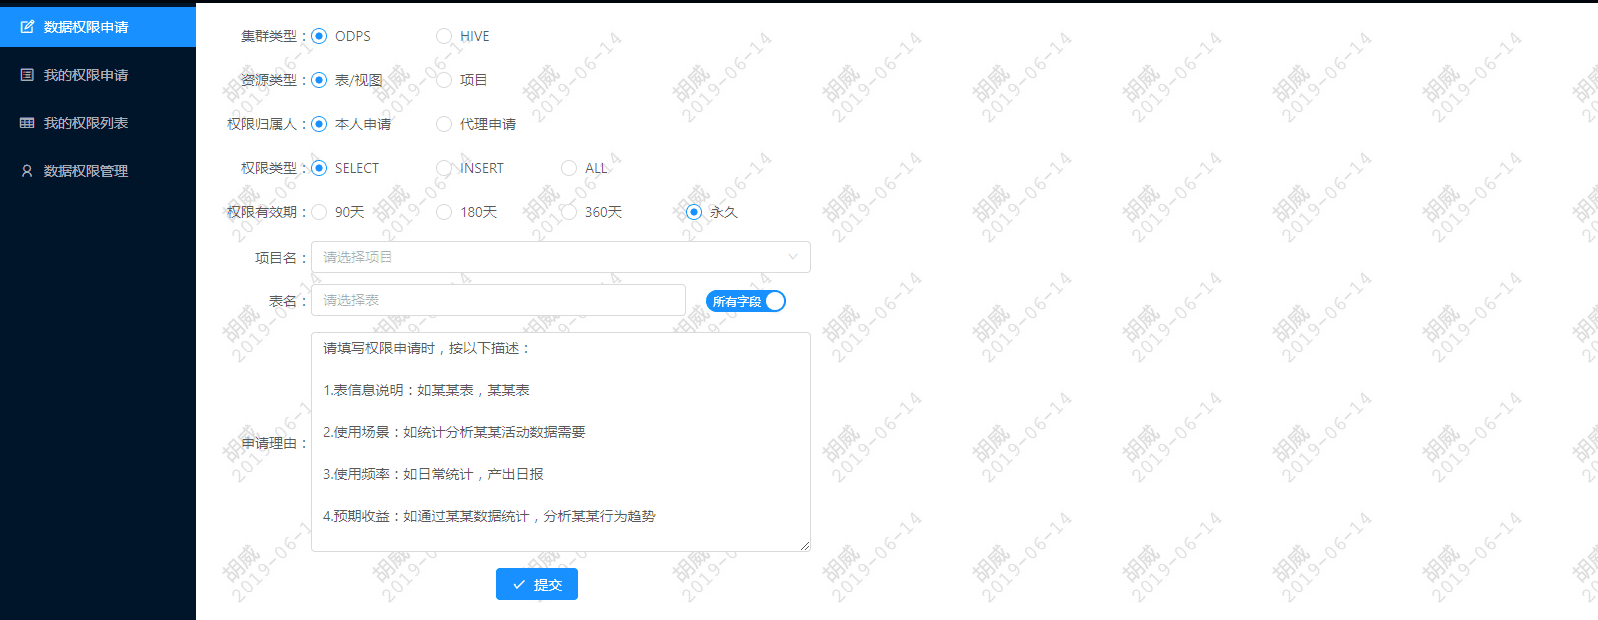 数据权限申请
我的权限申请
我的权限列表
数据权限管理
集群类型： ODPS HIVE
资源类型： 表/视图 项目
权限归属人： 本人申请 代理申请
权限类型： SELECT INSERT ALL
权限有效期： 90天 180天 360天 永久
项目名： 请选择项目
表名： 请选择表 所有字段
申请理由：
请填写权限申请时，按以下描述：
1.表信息说明：如某某表，某某表
2.使用场景：如统计分析某某活动数据需要
3.使用频率：如日常统计，产出日报
4.预期收益：如通过某某数据统计，分析某某行为趋势
提交
胡威
2019-06-14